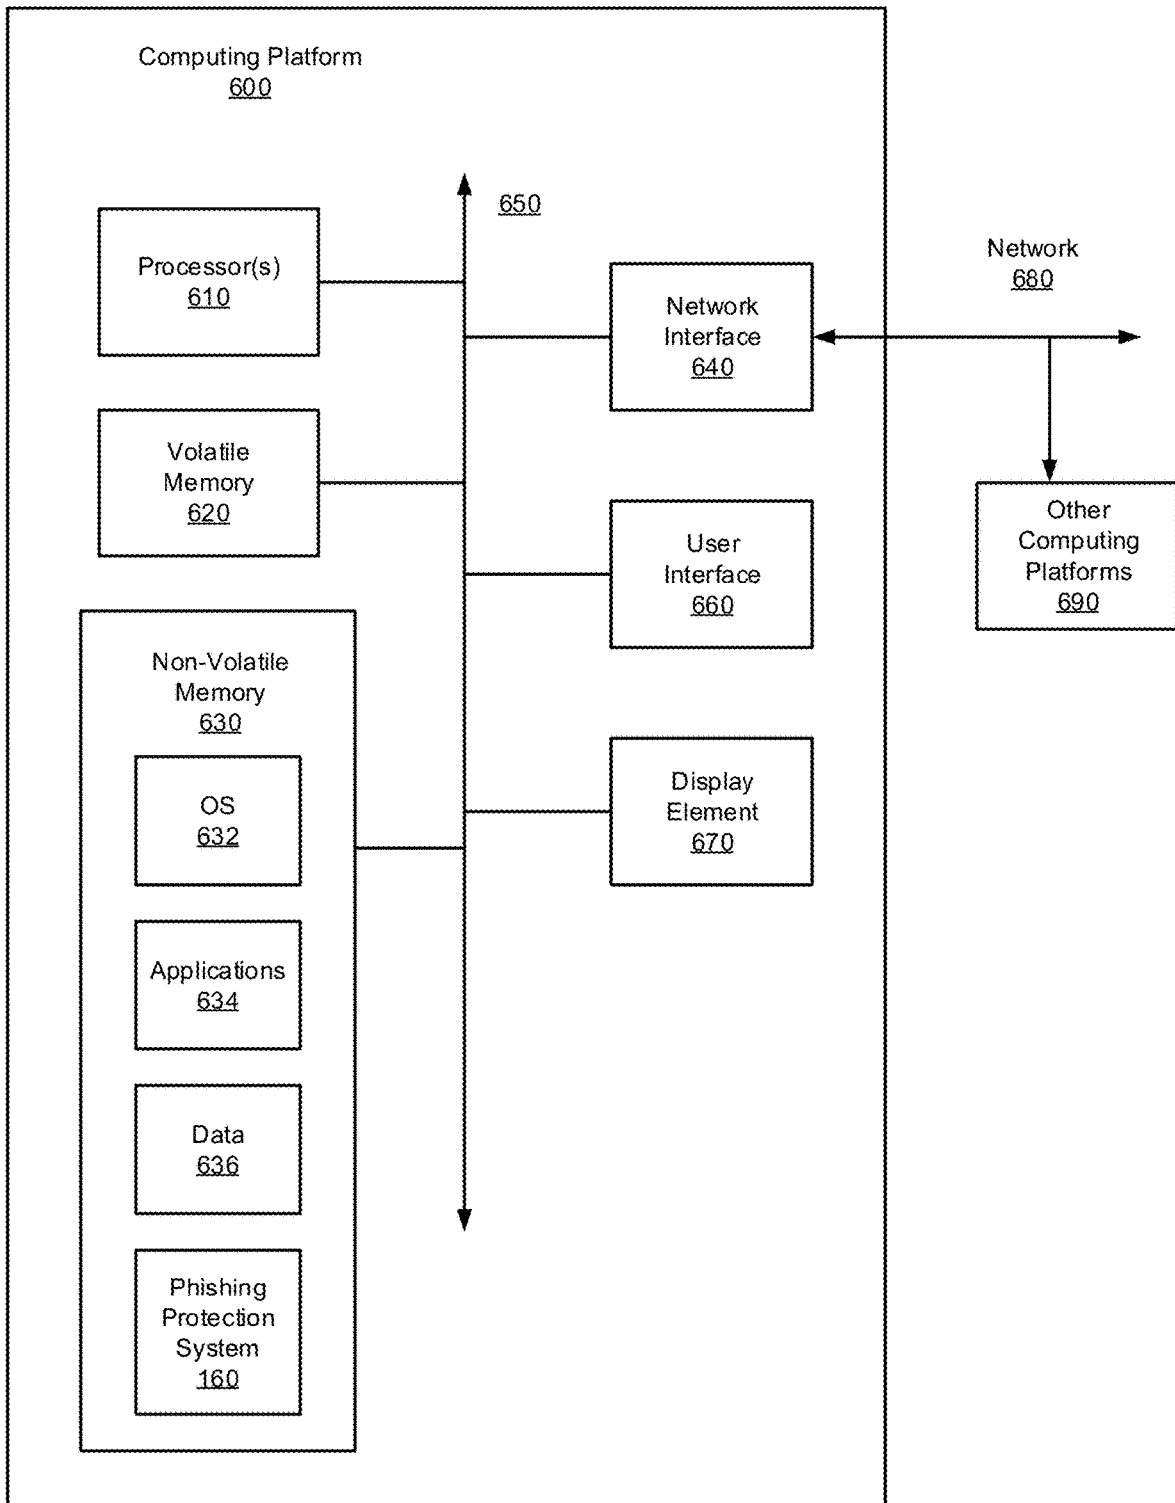 Computing Platform
600
650
Processor(s)
610
Network
Interface
640
Network
680
Volatile
Memory
620
User
Interface
660
Other
Computing
Platforms
690
Non-Volatile
Memory
630
OS
632
Display
Element
670
Applications
634
Data
636
Phishing
Protection
System
160